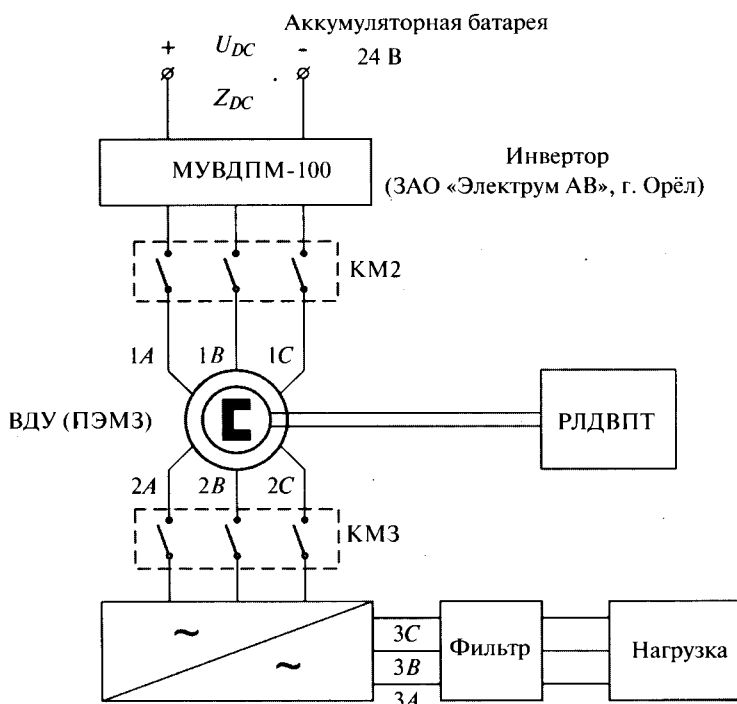 Аккумуляторная батарея
+ U_DC - 24 В
Z_DC
МУВДПМ-100
Инвертор
(ЗАО «Электрум АВ», г. Орёл)
КМ2
1A 1B 1C
ВДУ (ПЭМЗ)
РЛДВПТ
2A 2B 2C
КМ3
~
~
3C
3B
3A
Фильтр
Нагрузка